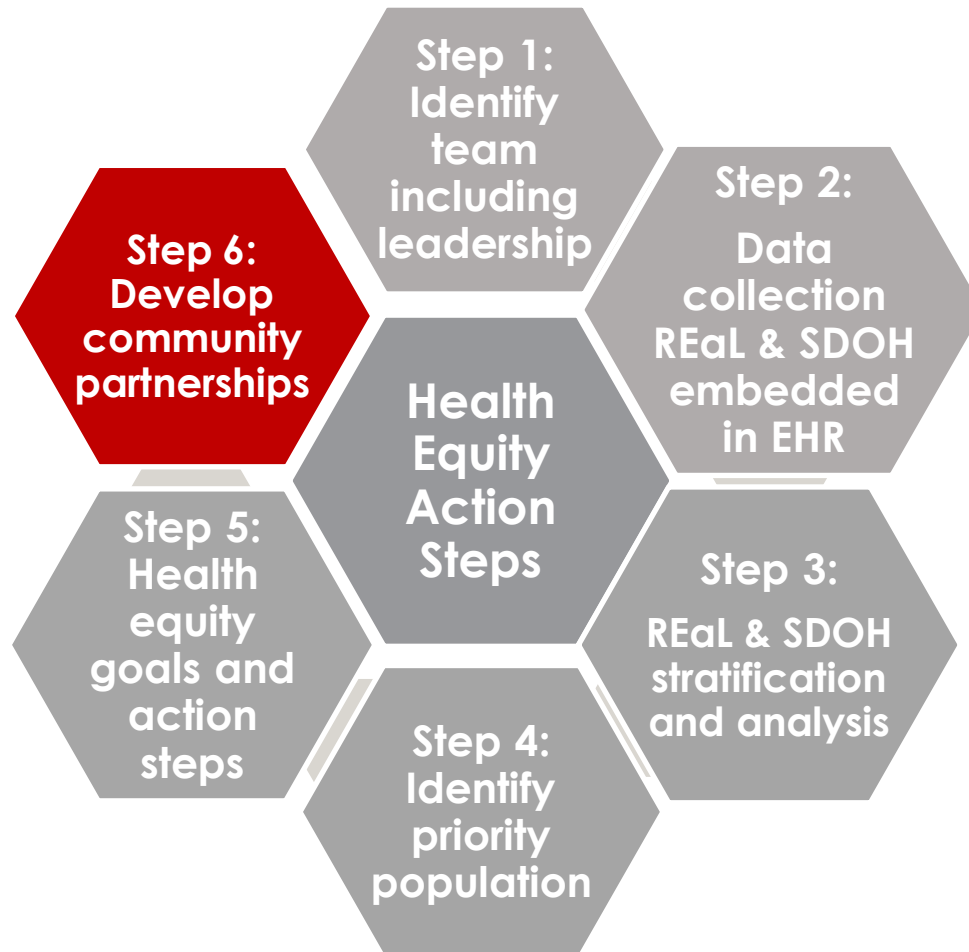 Step 1:
Identify
team
including
leadership
Step 2:
Data
collection
REaL & SDOH
embedded
in EHR
Step 3:
REaL & SDOH
stratification
and analysis
Step 4:
Identify
priority
population
Step 5:
Health
equity
goals and
action
steps
Step 6:
Develop
community
partnerships
Health
Equity
Action
Steps